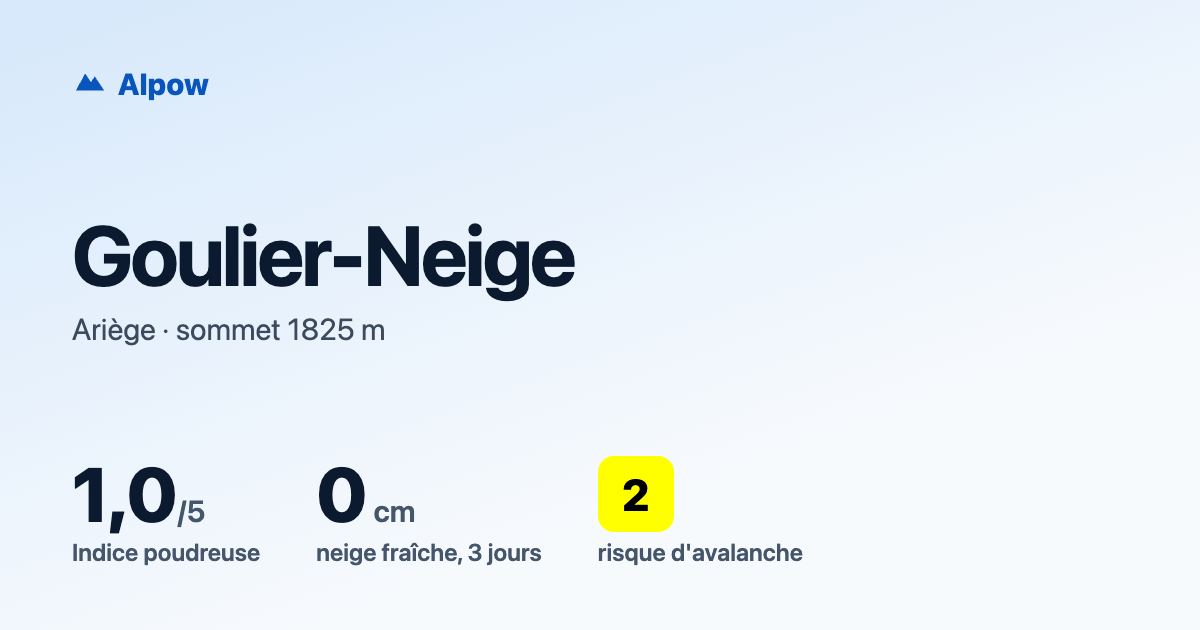 Alpow
Goulier-Neige
Ariège · sommet 1825 m
1,0/5
Indice poudreuse
0 cm
neige fraîche, 3 jours
2
risque d'avalanche